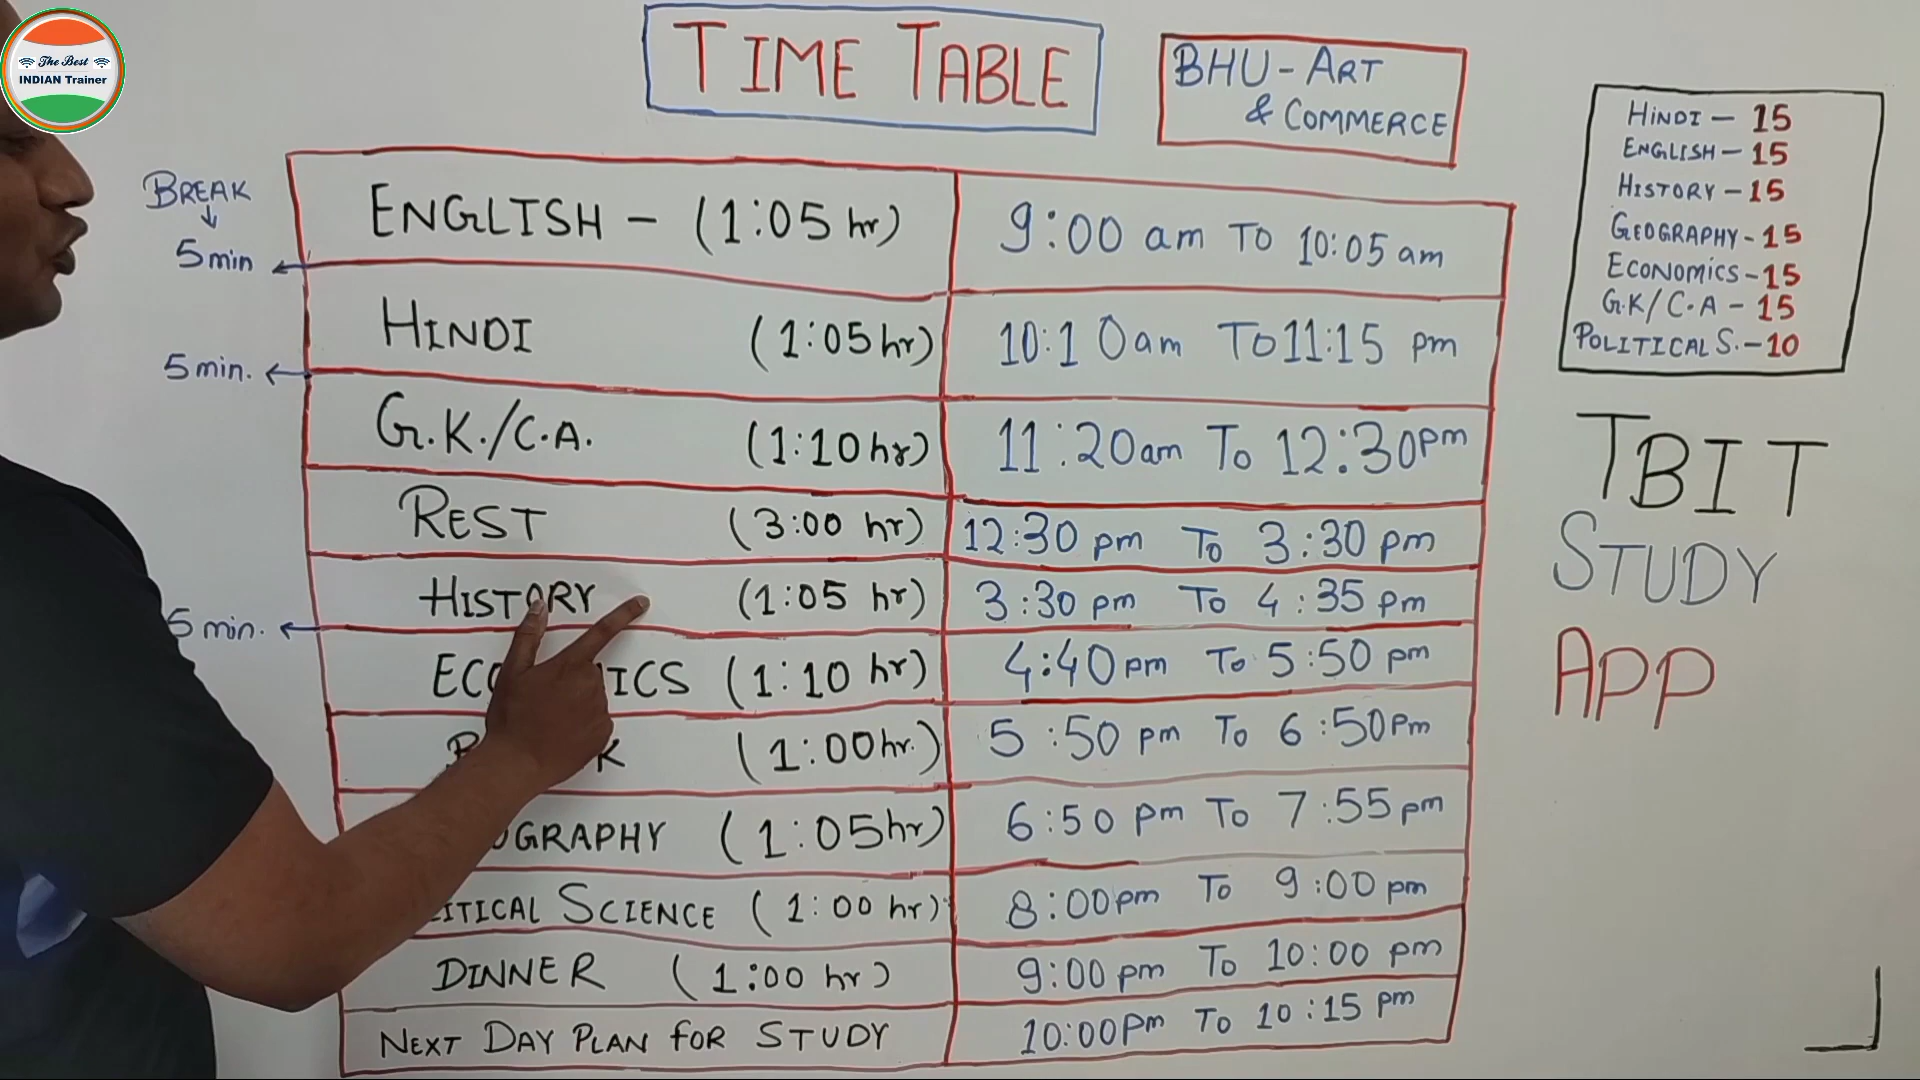 The Best
INDIAN Trainer
TIME TABLE
BHU-ART
& COMMERCE
HINDI - 15
ENGLISH - 15
HISTORY - 15
GEOGRAPHY - 15
ECONOMICS - 15
G.K/C.A - 15
POLITICAL S. - 10
BREAK
5 min
5 min.
5 min.
ENGLISH - (1:05 hr) 9:00 am TO 10:05 am
HINDI (1:05 hr) 10:10 am TO 11:15 pm
G.K./C.A. (1:10 hr) 11:20 am TO 12:30 pm
REST (3:00 hr) 12:30 pm TO 3:30 pm
HISTORY (1:05 hr) 3:30 pm TO 4:35 pm
(1:10 hr) 4:40 pm TO 5:50 pm
(1:00 hr.) 5:50 pm TO 6:50 pm
OGRAPHY (1:05 hr) 6:50 pm TO 7:55 pm
ITICAL SCIENCE (1:00 hr) 8:00 pm TO 9:00 pm
DINNER (1:00 hr) 9:00 pm TO 10:00 pm
NEXT DAY PLAN FOR STUDY 10:00 pm TO 10:15 pm
TBIT
STUDY
APP